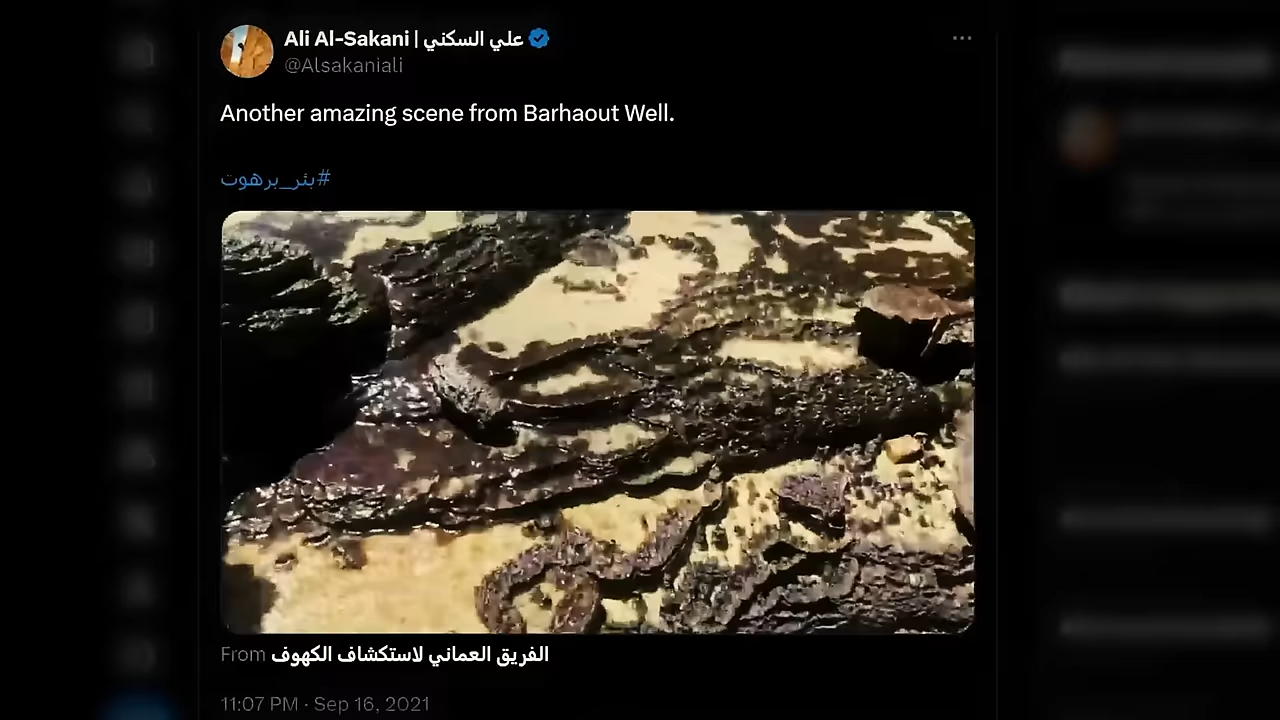 Ali Al-Sakani | علي السكني
@Alsakaniali
Another amazing scene from Barhaout Well.
#بئر_برهوت
From الفريق العماني لاستكشاف الكهوف
11:07 PM · Sep 16, 2021